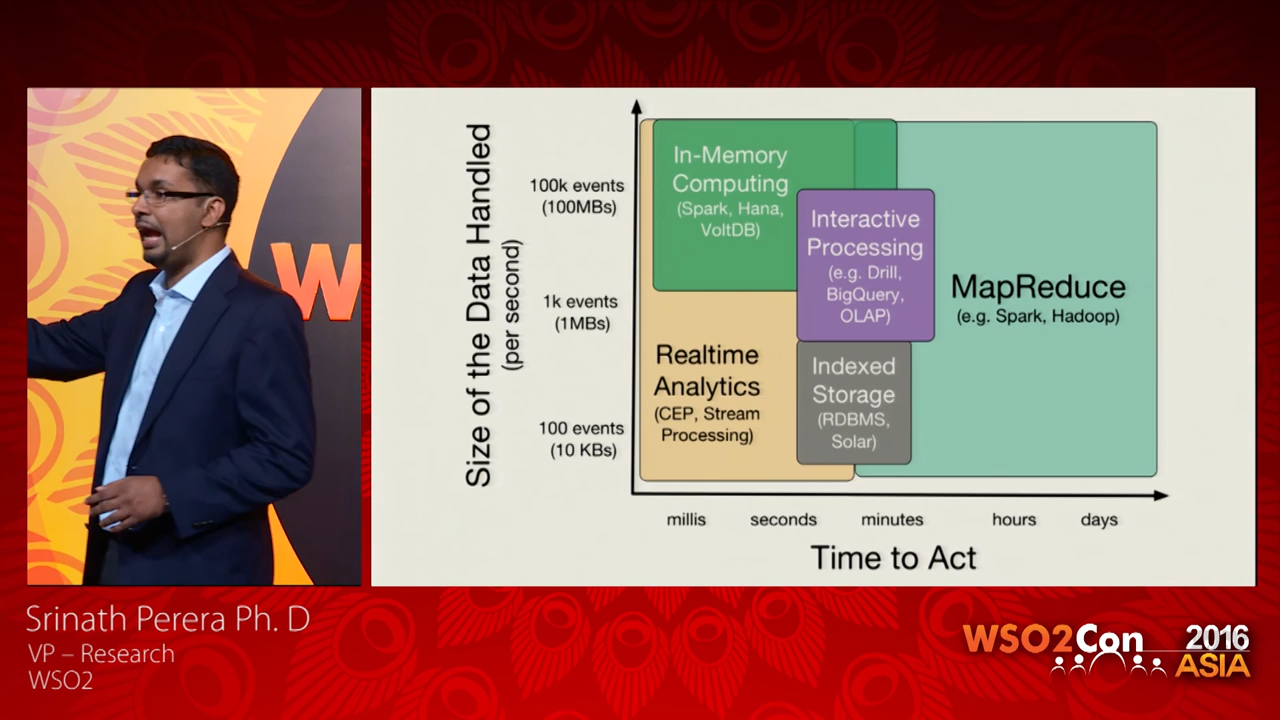 W
Size of the Data Handled
(per second)
100k events
(100MBs)
1k events
(1MBs)
100 events
(10 KBs)
In-Memory
Computing
(Spark, Hana,
VoltDB)
Interactive
Processing
(e.g. Drill,
BigQuery,
OLAP)
MapReduce
(e.g. Spark, Hadoop)
Realtime
Analytics
(CEP, Stream
Processing)
Indexed
Storage
(RDBMS,
Solar)
millis
seconds
minutes
hours
days
Time to Act
Srinath Perera Ph. D
VP – Research
WSO2
WSO2Con 2016
ASIA